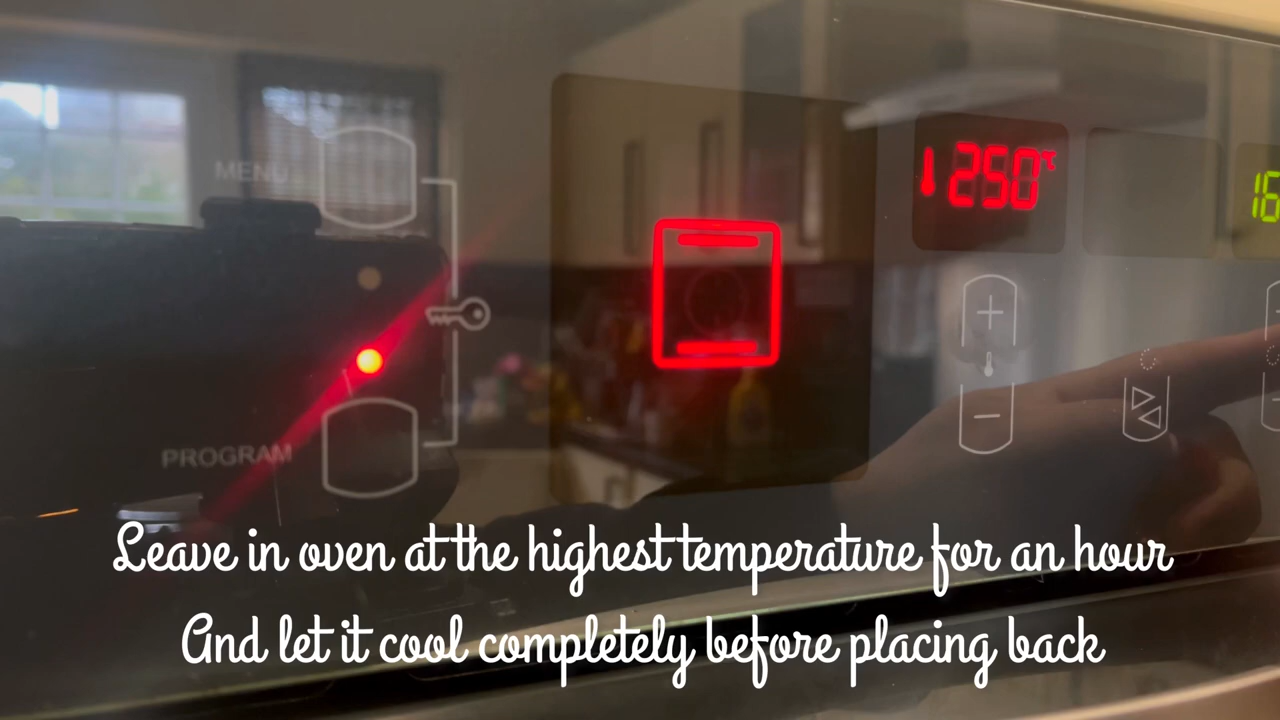 MENU
250°C
16
PROGRAM
Leave in oven at the highest temperature for an hour
And let it cool completely before placing back